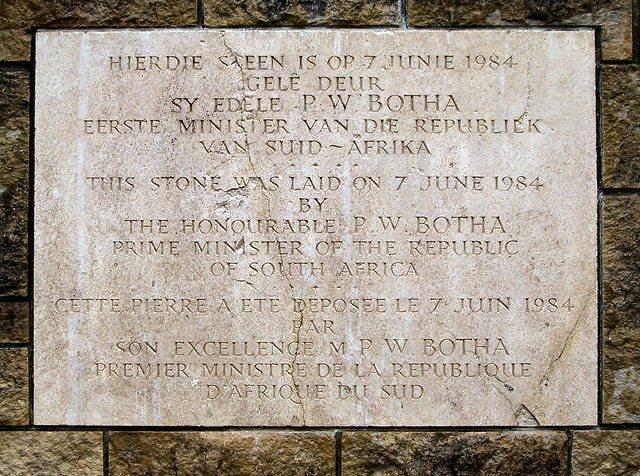 HIERDIE STEEN IS OP 7 JUNIE 1984
GELÊ DEUR
SY EDELE P. W. BOTHA
EERSTE MINISTER VAN DIE REPUBLIEK
VAN SUID-AFRIKA
THIS STONE WAS LAID ON 7 JUNE 1984
BY
THE HONOURABLE P. W. BOTHA
PRIME MINISTER OF THE REPUBLIC
OF SOUTH AFRICA
CETTE PIERRE A ETE DEPOSEE LE 7 JUIN 1984
PAR
SON EXCELLENCE M P. W. BOTHA
PREMIER MINISTRE DE LA REPUBLIQUE
D'AFRIQUE DU SUD